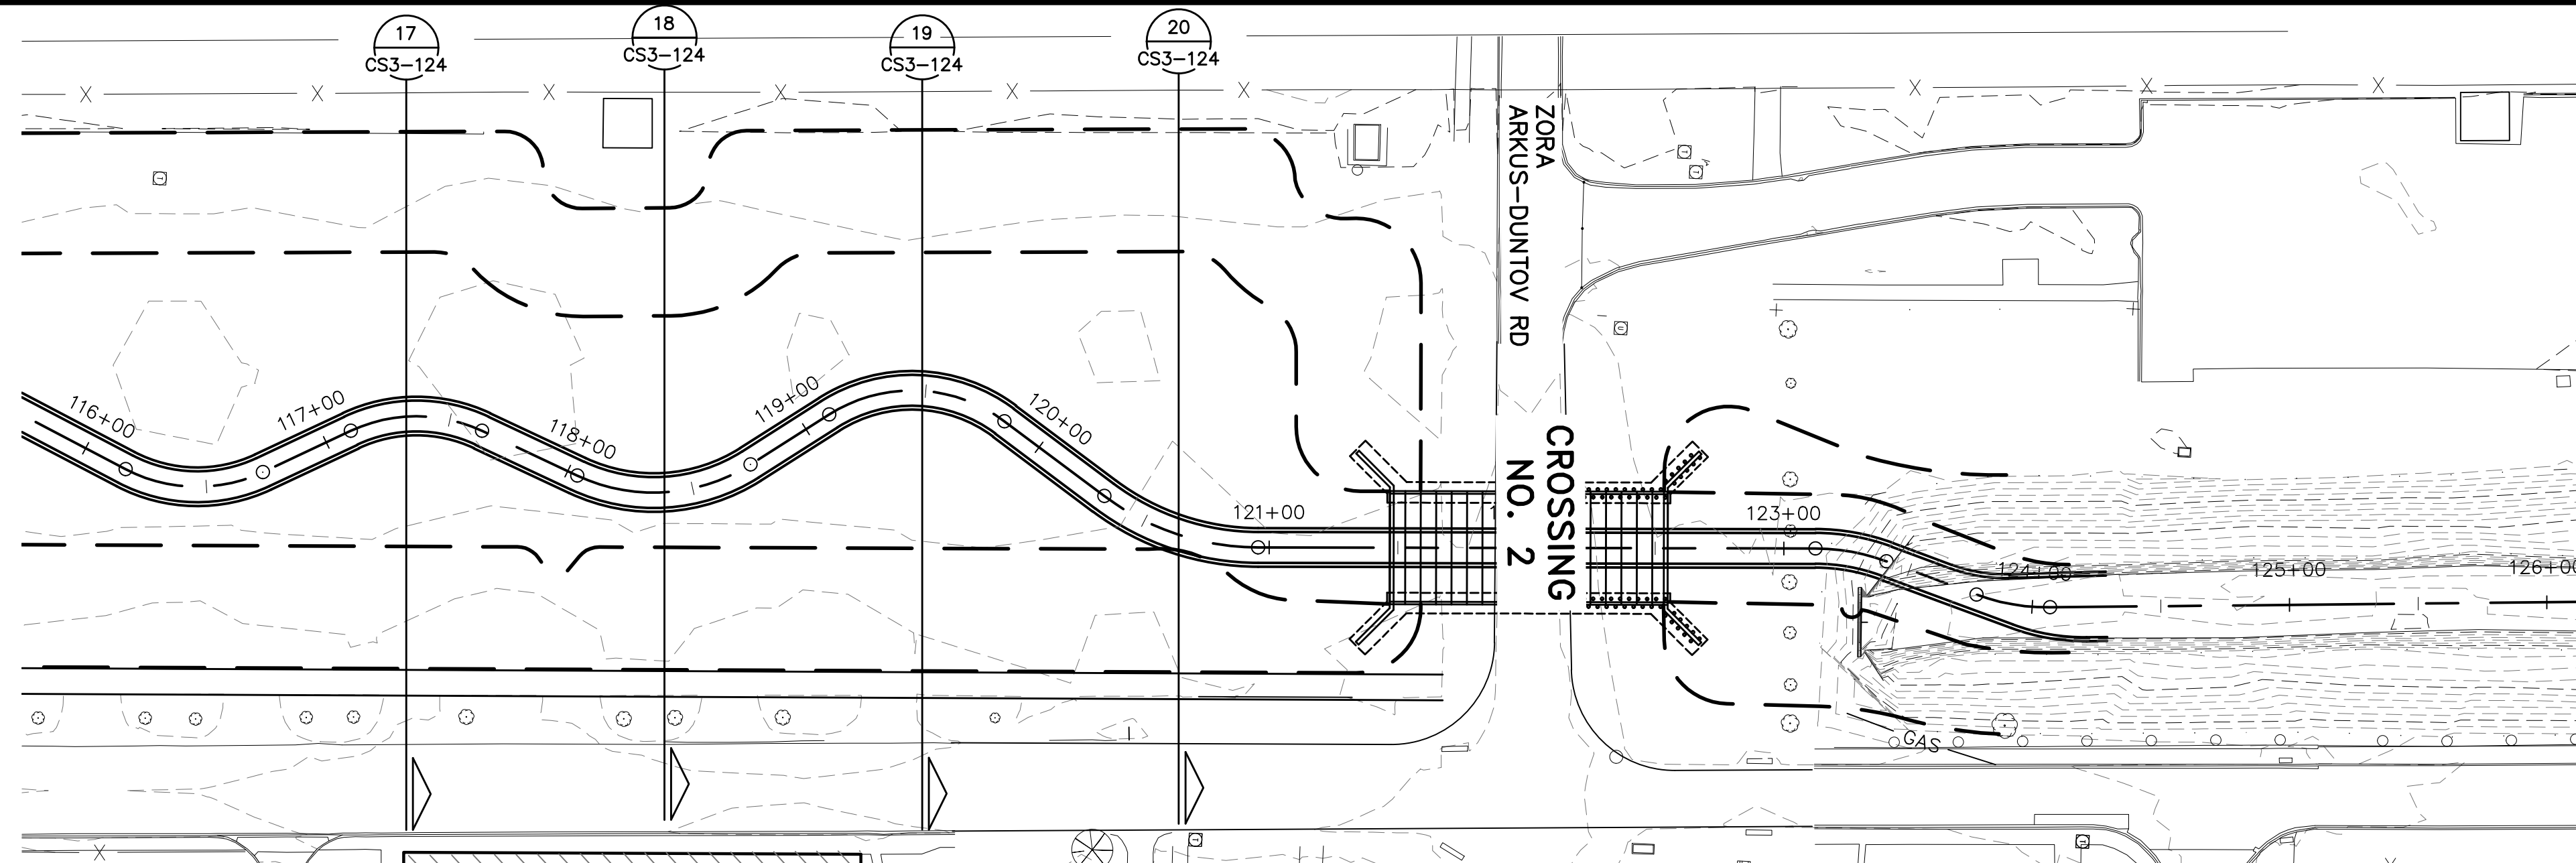 17
CS3-124
18
CS3-124
19
CS3-124
20
CS3-124
X X X X X X X X X
ZORA
ARKUS-DUNTOV RD
CROSSING
NO. 2
116+00
117+00
118+00
119+00
120+00
121+00
123+00
124+00
125+00
126+00
GAS
T
T
T
U
T
T
X